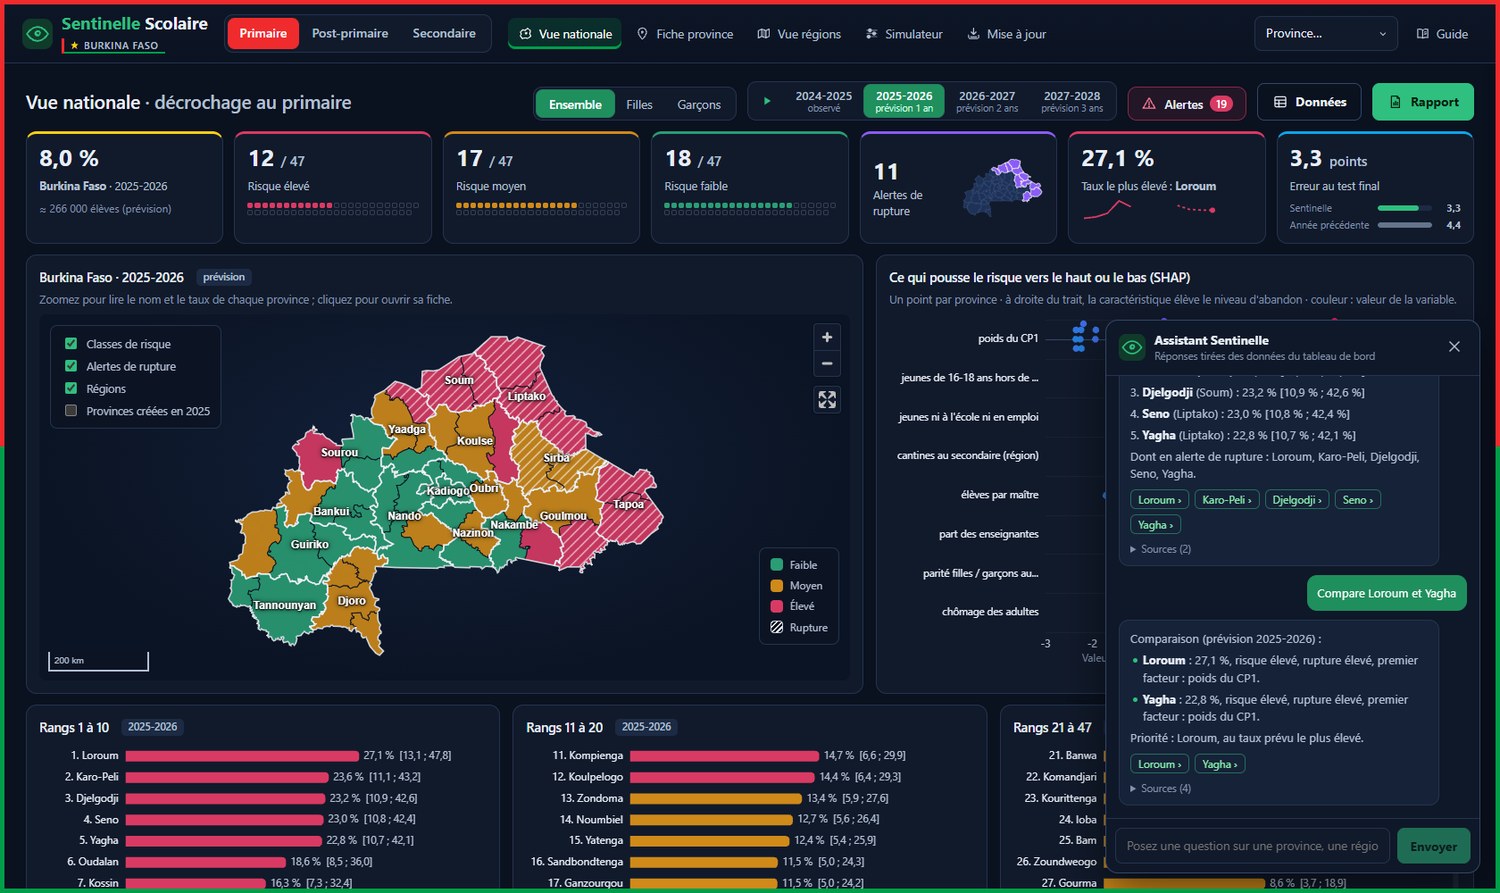 Sentinelle Scolaire
★ BURKINA FASO
Primaire
Post-primaire
Secondaire
Vue nationale
Fiche province
Vue régions
Simulateur
Mise à jour
Province...
Guide
Vue nationale · décrochage au primaire
Ensemble
Filles
Garçons
2024-2025
observé
2025-2026
prévision 1 an
2026-2027
prévision 2 ans
2027-2028
prévision 3 ans
Alertes 19
Données
Rapport
8,0 %
Burkina Faso · 2025-2026
≈ 266 000 élèves (prévision)
12 / 47
Risque élevé
17 / 47
Risque moyen
18 / 47
Risque faible
11
Alertes de
rupture
27,1 %
Taux le plus élevé : Loroum
3,3 points
Erreur au test final
Sentinelle 3,3
Année précédente 4,4
Burkina Faso · 2025-2026 prévision
Zoomez pour lire le nom et le taux de chaque province ; cliquez pour ouvrir sa fiche.
Classes de risque
Alertes de rupture
Régions
Provinces créées en 2025
+
−
Soum
Liptako
Yaadga
Koulse
Sourou
Sirba
Kadiogo
Oubri
Tapoa
Bankui
Nando
Goulmou
Nakambé
Nazinon
Guiriko
Tannounyan
Djoro
Faible
Moyen
Élevé
Rupture
200 km
Ce qui pousse le risque vers le haut ou le bas (SHAP)
Un point par province · à droite du trait, la caractéristique élève le niveau d'abandon · couleur : valeur de la variable.
poids du CP1
jeunes de 16-18 ans hors de ...
jeunes ni à l'école ni en emploi
cantines au secondaire (région)
élèves par maître
part des enseignantes
parité filles / garçons au...
chômage des adultes
-3 -2
Valeu
Assistant Sentinelle
Réponses tirées des données du tableau de bord
3. Djelgodji (Soum) : 23,2 % [10,9 % ; 42,6 %]
4. Seno (Liptako) : 23,0 % [10,8 % ; 42,4 %]
5. Yagha (Liptako) : 22,8 % [10,7 % ; 42,1 %]
Dont en alerte de rupture : Loroum, Karo-Peli, Djelgodji,
Seno, Yagha.
Loroum › Karo-Peli › Djelgodji › Seno ›
Yagha ›
▸ Sources (2)
Compare Loroum et Yagha
Comparaison (prévision 2025-2026) :
• Loroum : 27,1 %, risque élevé, rupture élevé, premier
facteur : poids du CP1.
• Yagha : 22,8 %, risque élevé, rupture élevé, premier
facteur : poids du CP1.
Priorité : Loroum, au taux prévu le plus élevé.
Loroum › Yagha ›
▸ Sources (4)
Posez une question sur une province, une régio
Envoyer
Rangs 1 à 10 2025-2026
1. Loroum 27,1 % [13,1 ; 47,8]
2. Karo-Peli 23,6 % [11,1 ; 43,2]
3. Djelgodji 23,2 % [10,9 ; 42,6]
4. Seno 23,0 % [10,8 ; 42,4]
5. Yagha 22,8 % [10,7 ; 42,1]
6. Oudalan 18,6 % [8,5 ; 36,0]
7. Kossin 16,3 % [7,3 ; 32,4]
Rangs 11 à 20 2025-2026
11. Kompienga 14,7 % [6,6 ; 29,9]
12. Koulpelogo 14,4 % [6,4 ; 29,3]
13. Zondoma 13,4 % [5,9 ; 27,6]
14. Noumbiel 12,7 % [5,6 ; 26,4]
15. Yatenga 12,4 % [5,4 ; 25,9]
16. Sandbondtenga 11,5 % [5,0 ; 24,3]
17. Ganzourgou 11,5 % [5,0 ; 24,2]
Rangs 21 à 47
21. Banwa
22. Komandjari
23. Kourittenga
24. Ioba
25. Bam
26. Zoundweogo
27. Gourma 8,6 % [3,7 ; 18,9]